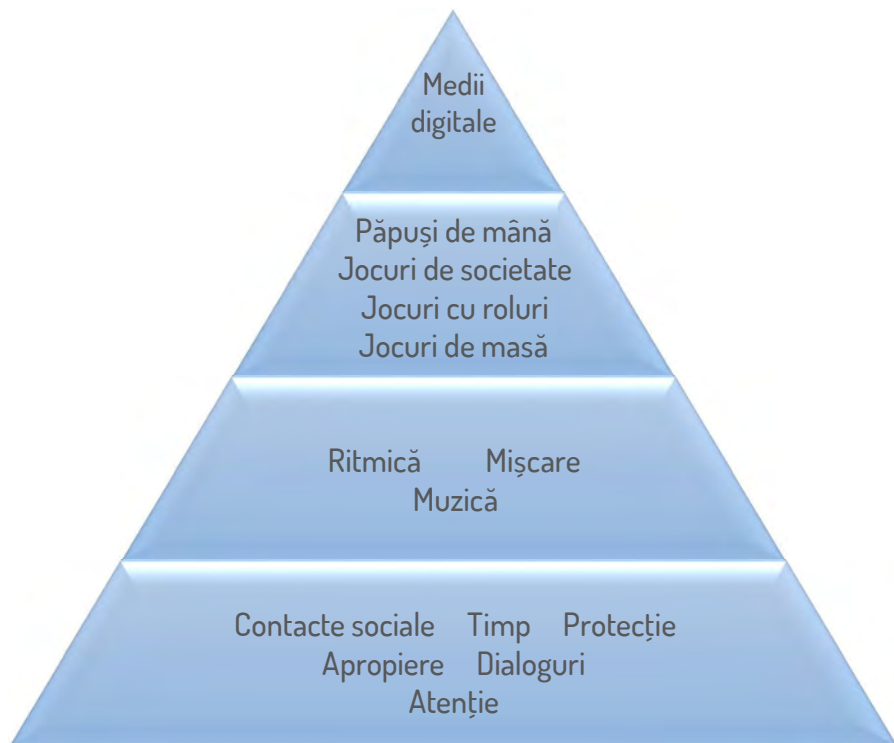 Medii
digitale
Păpuși de mână
Jocuri de societate
Jocuri cu roluri
Jocuri de masă
Ritmică Mișcare
Muzică
Contacte sociale Timp Protecție
Apropiere Dialoguri
Atenție